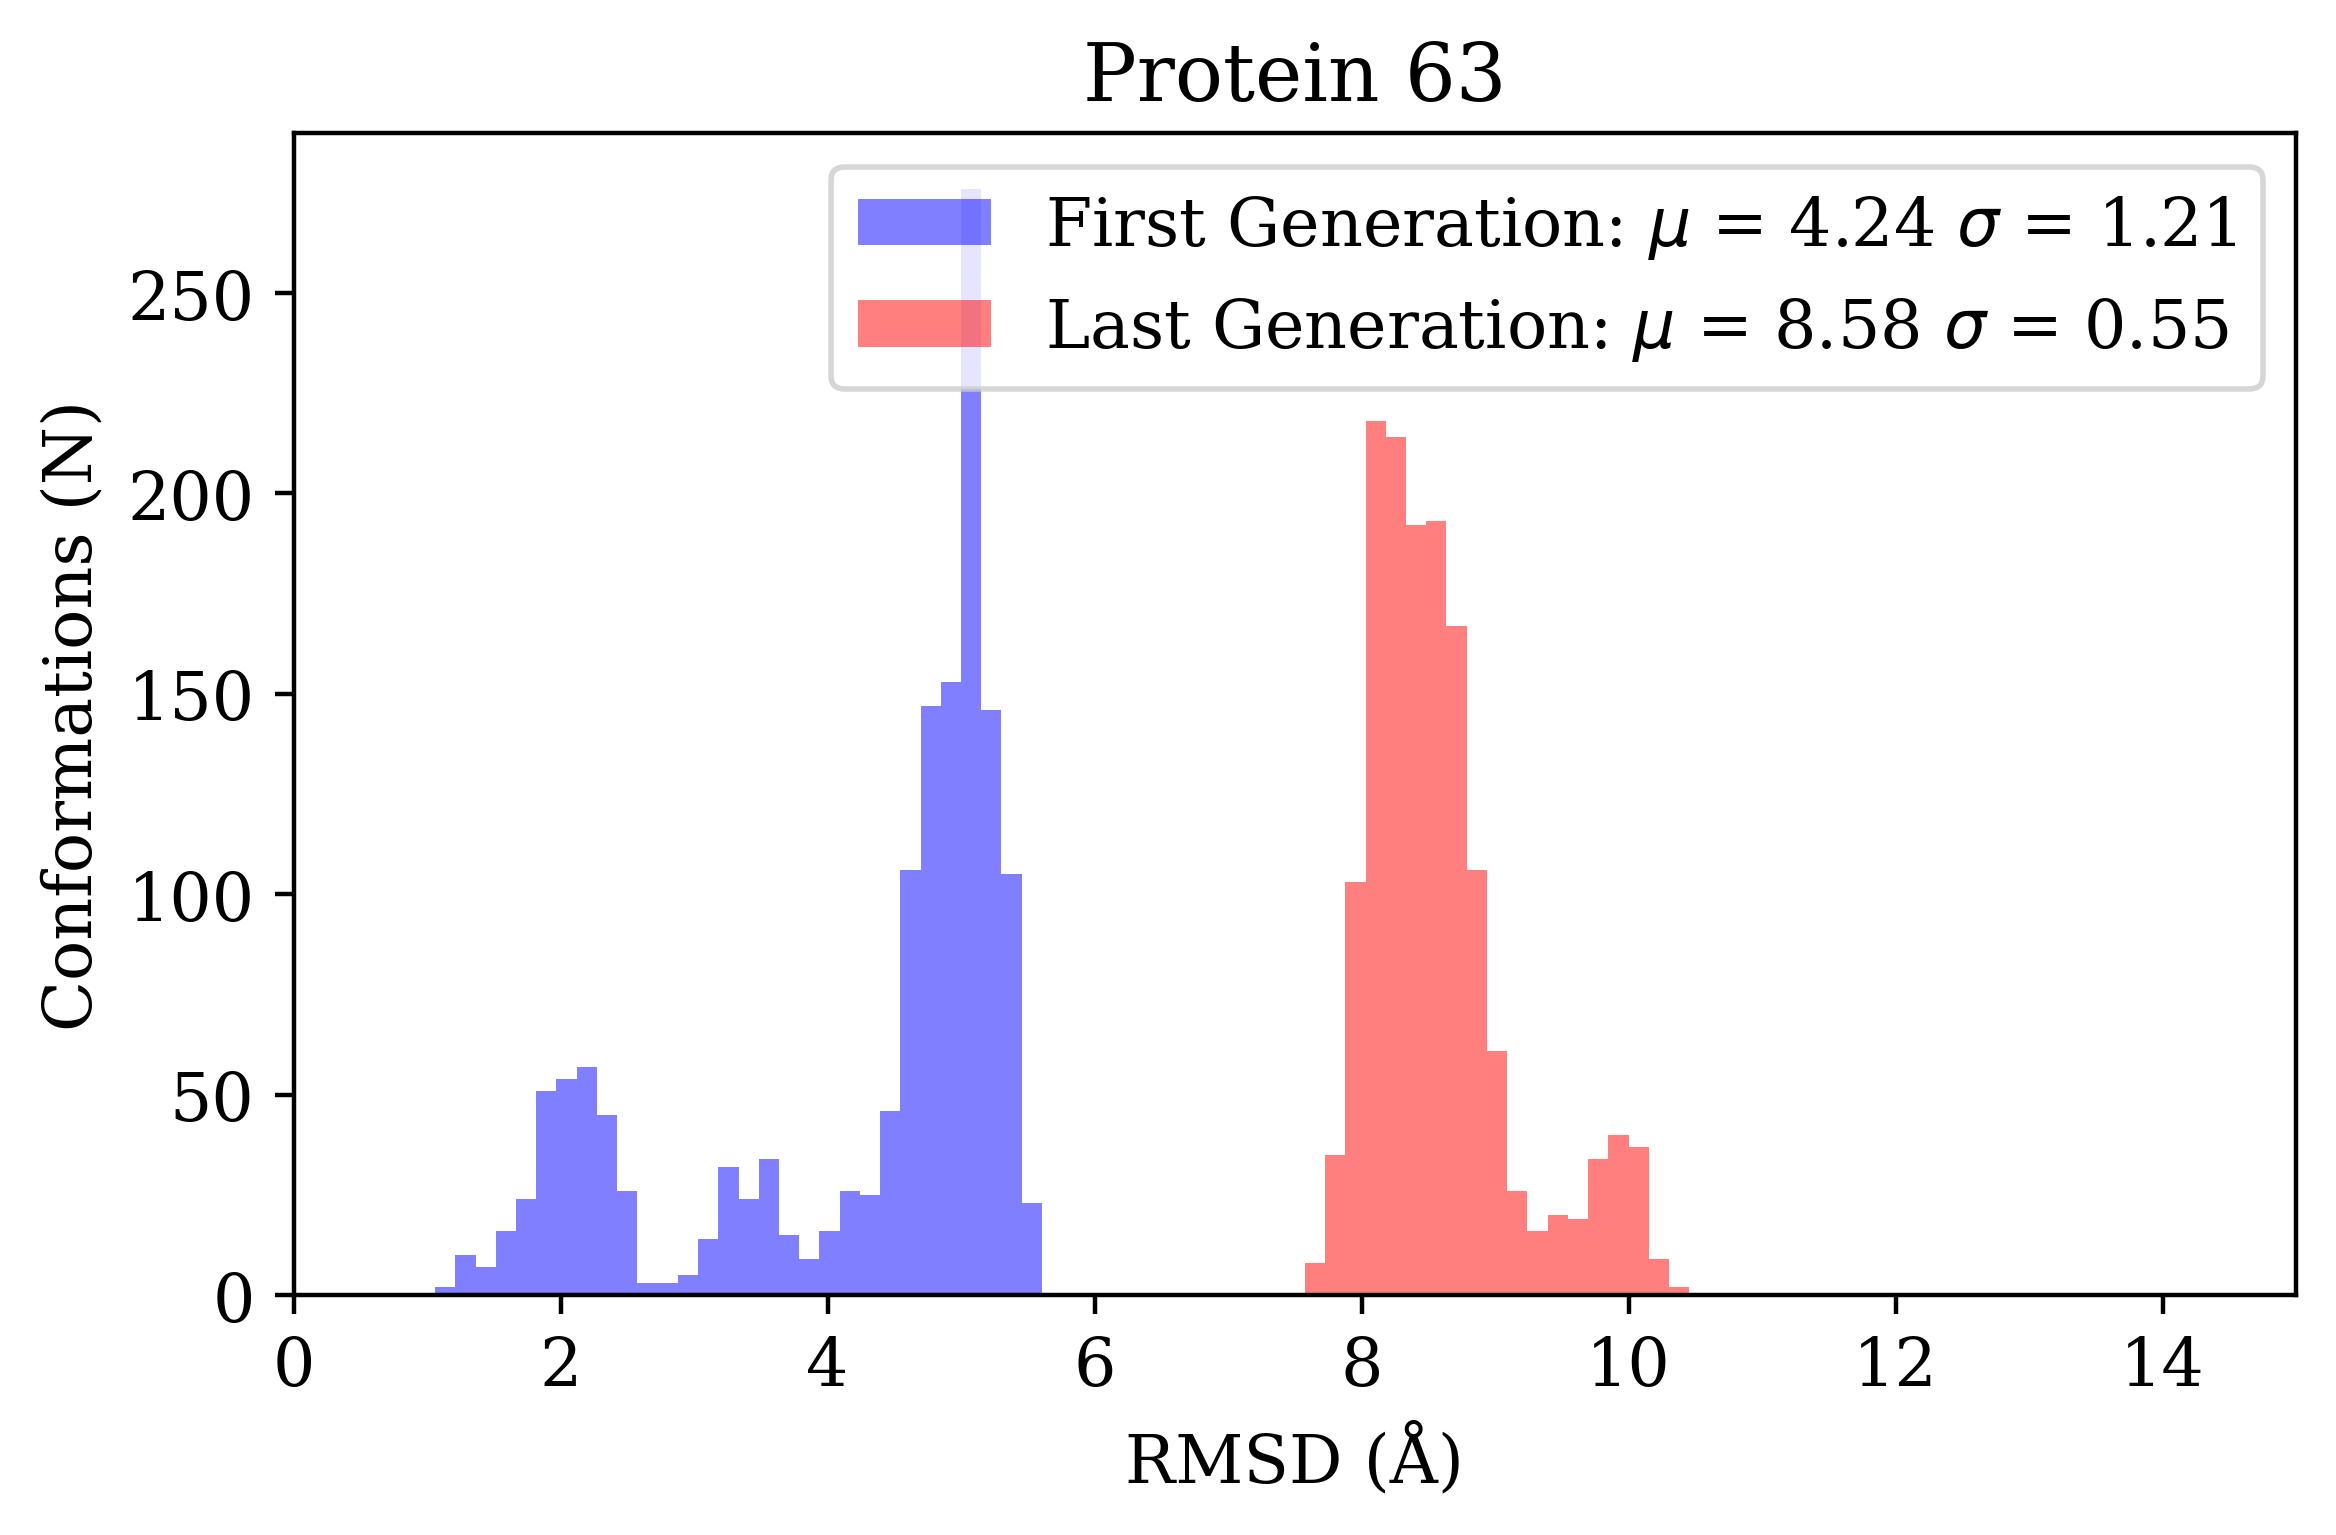 Protein 63
First Generation: μ = 4.24 σ = 1.21
Last Generation: μ = 8.58 σ = 0.55
Conformations (N)
250
200
150
100
50
0
0 2 4 6 8 10 12 14
RMSD (Å)